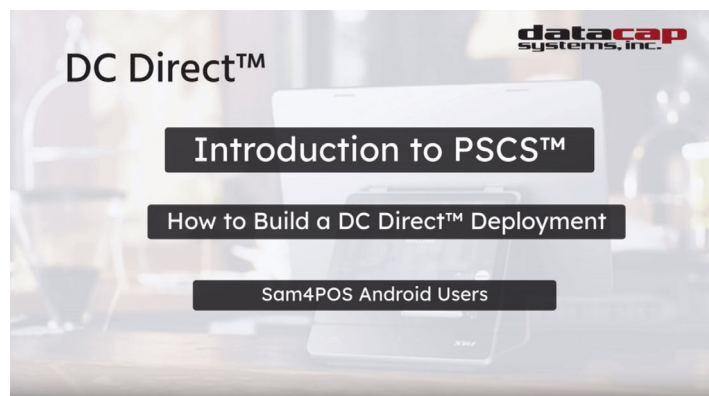 datacap
systems, inc.
DC Direct™
Introduction to PSCS™
How to Build a DC Direct™ Deployment
Sam4POS Android Users